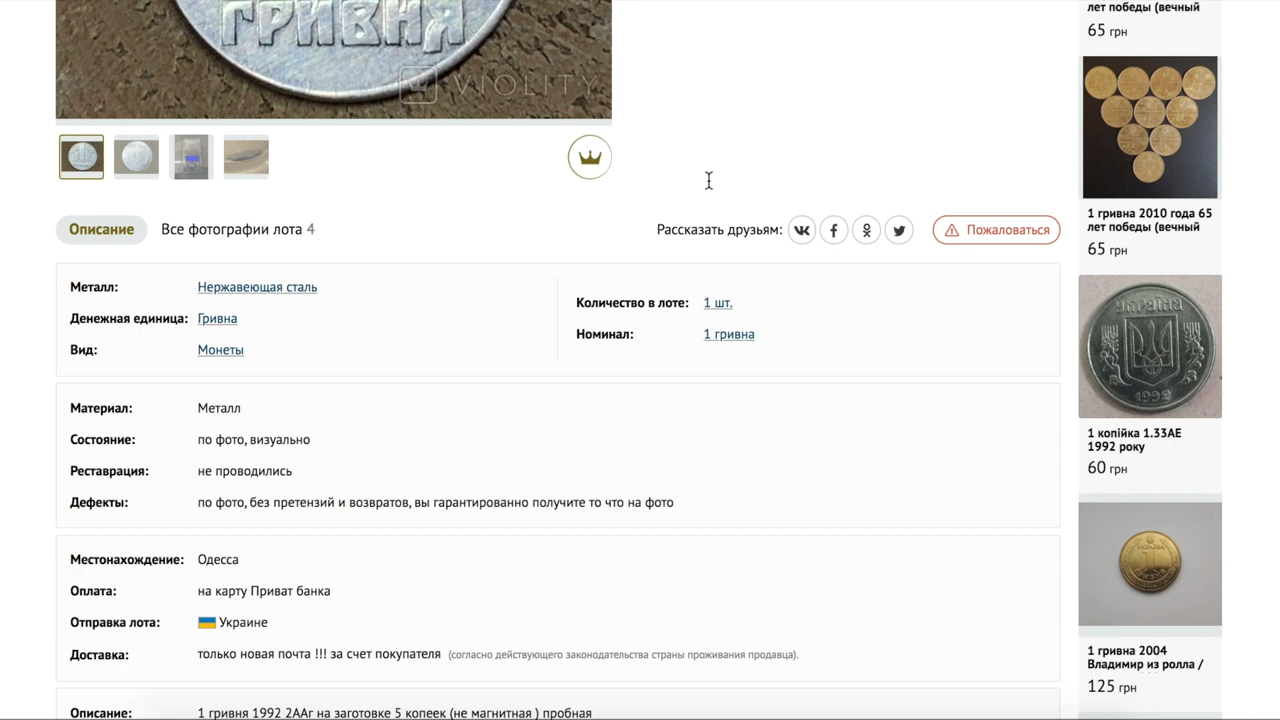 ГРИВНЯ
VIOLITY
Описание
Все фотографии лота 4
Рассказать друзьям:
Пожаловаться
Металл: Нержавеющая сталь
Денежная единица: Гривна
Вид: Монеты
Количество в лоте: 1 шт.
Номинал: 1 гривна
Материал: Металл
Состояние: по фото, визуально
Реставрация: не проводились
Дефекты: по фото, без претензий и возвратов, вы гарантированно получите то что на фото
Местонахождение: Одесса
Оплата: на карту Приват банка
Отправка лота: Украине
Доставка: только новая почта !!! за счет покупателя (согласно действующего законодательства страны проживания продавца).
Описание: 1 гривня 1992 2ААг на заготовке 5 копеек (не магнитная ) пробная
лет победы (вечный
65 грн
1 гривна 2010 года 65
лет победы (вечный
65 грн
УКРАЇНА
1992
1 копійка 1.33АЕ
1992 року
60 грн
УКРАЇНА
1
ГРИВНЯ
1 гривна 2004
Владимир из ролла /
125 грн